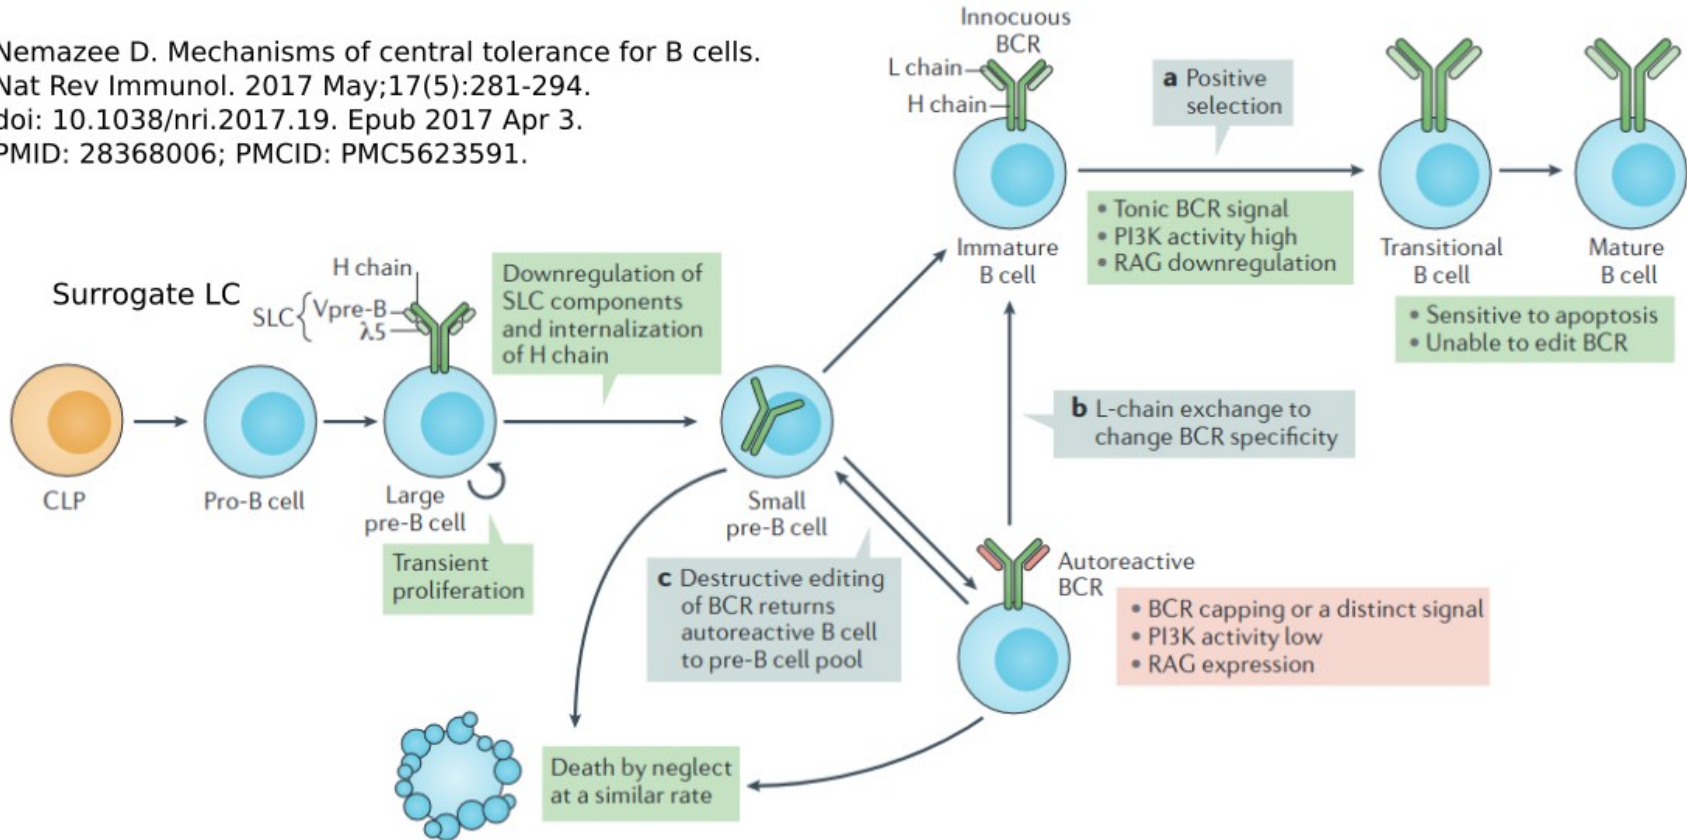 Nemazee D. Mechanisms of central tolerance for B cells.
Nat Rev Immunol. 2017 May;17(5):281-294.
doi: 10.1038/nri.2017.19. Epub 2017 Apr 3.
PMID: 28368006; PMCID: PMC5623591.
Innocuous
BCR
L chain
H chain
a Positive
selection
Immature
B cell
• Tonic BCR signal
• PI3K activity high
• RAG downregulation
Transitional
B cell
Mature
B cell
• Sensitive to apoptosis
• Unable to edit BCR
Surrogate LC
H chain
SLC
Vpre-B
λ5
Downregulation of
SLC components
and internalization
of H chain
CLP
Pro-B cell
Large
pre-B cell
Transient
proliferation
Small
pre-B cell
b L-chain exchange to
change BCR specificity
c Destructive editing
of BCR returns
autoreactive B cell
to pre-B cell pool
Autoreactive
BCR
• BCR capping or a distinct signal
• PI3K activity low
• RAG expression
Death by neglect
at a similar rate